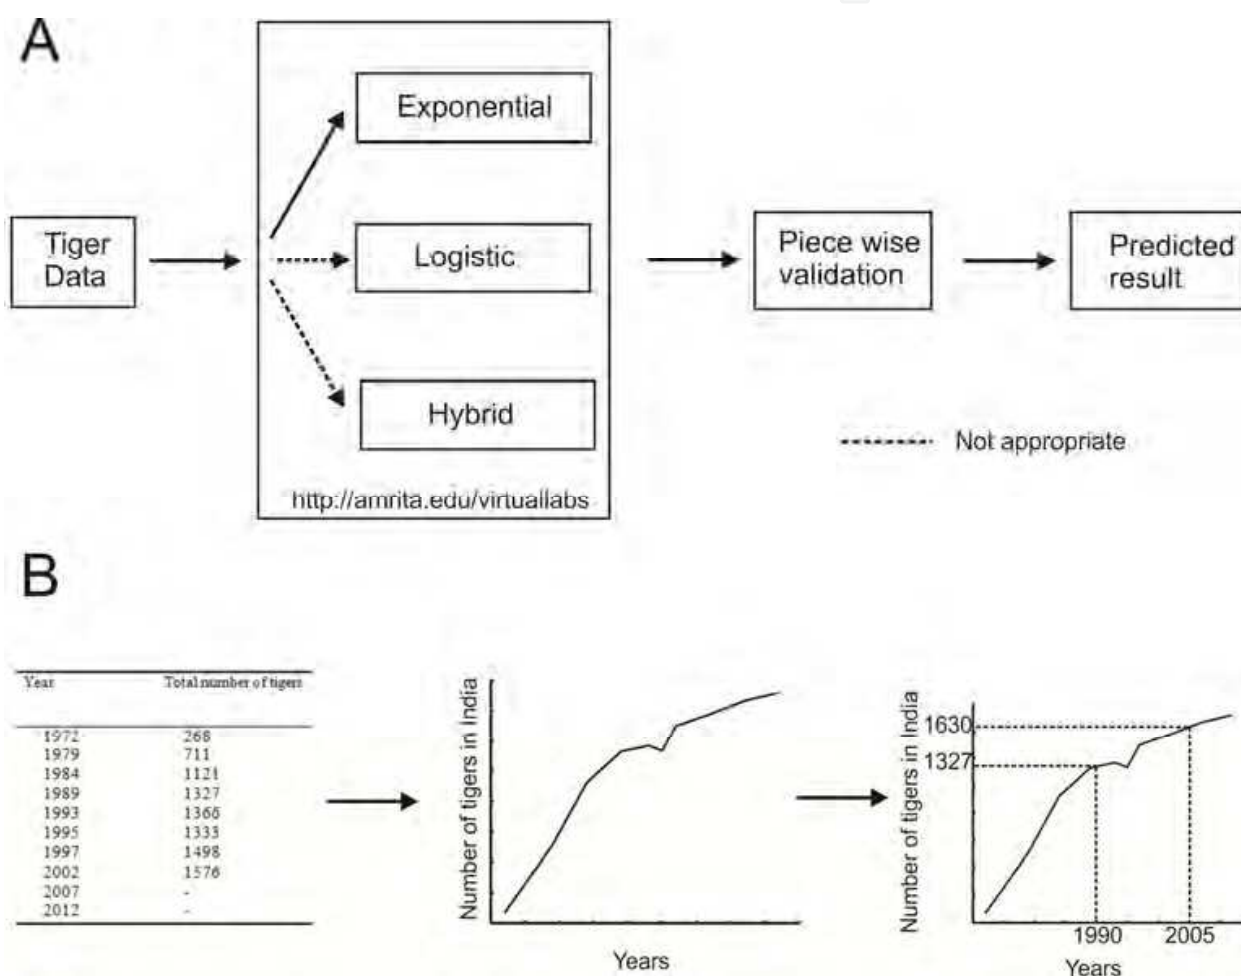 A
Exponential
Tiger
Data
Logistic
Piece wise
validation
Predicted
result
Hybrid
Not appropriate
http://amrita.edu/virtuallabs
B
Year Total number of tigers
1972 268
1979 711
1984 1121
1989 1327
1993 1366
1995 1333
1997 1498
2002 1576
2007 -
2012 -
Number of tigers in India
Years
Number of tigers in India
1630
1327
1990 2005
Years